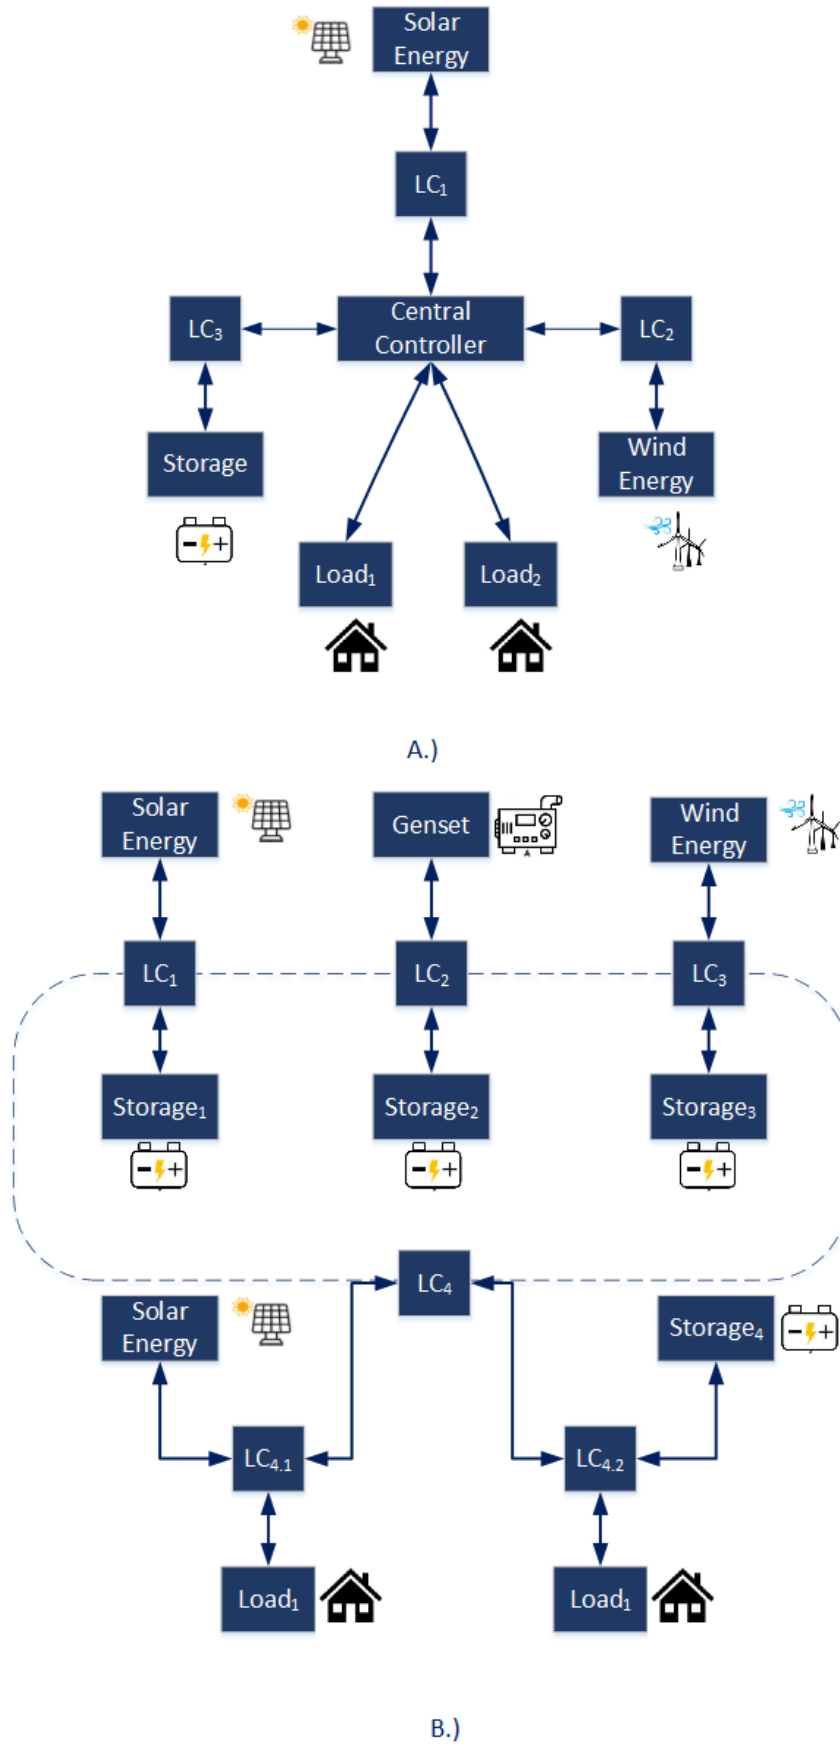 Solar
Energy
LC₁
LC₃
Central
Controller
LC₂
Storage
Wind
Energy
Load₁
Load₂
A.)
Solar
Energy
Genset
Wind
Energy
LC₁
LC₂
LC₃
Storage₁
Storage₂
Storage₃
LC₄
Solar
Energy
Storage₄
LC₄.₁
LC₄.₂
Load₁
Load₁
B.)